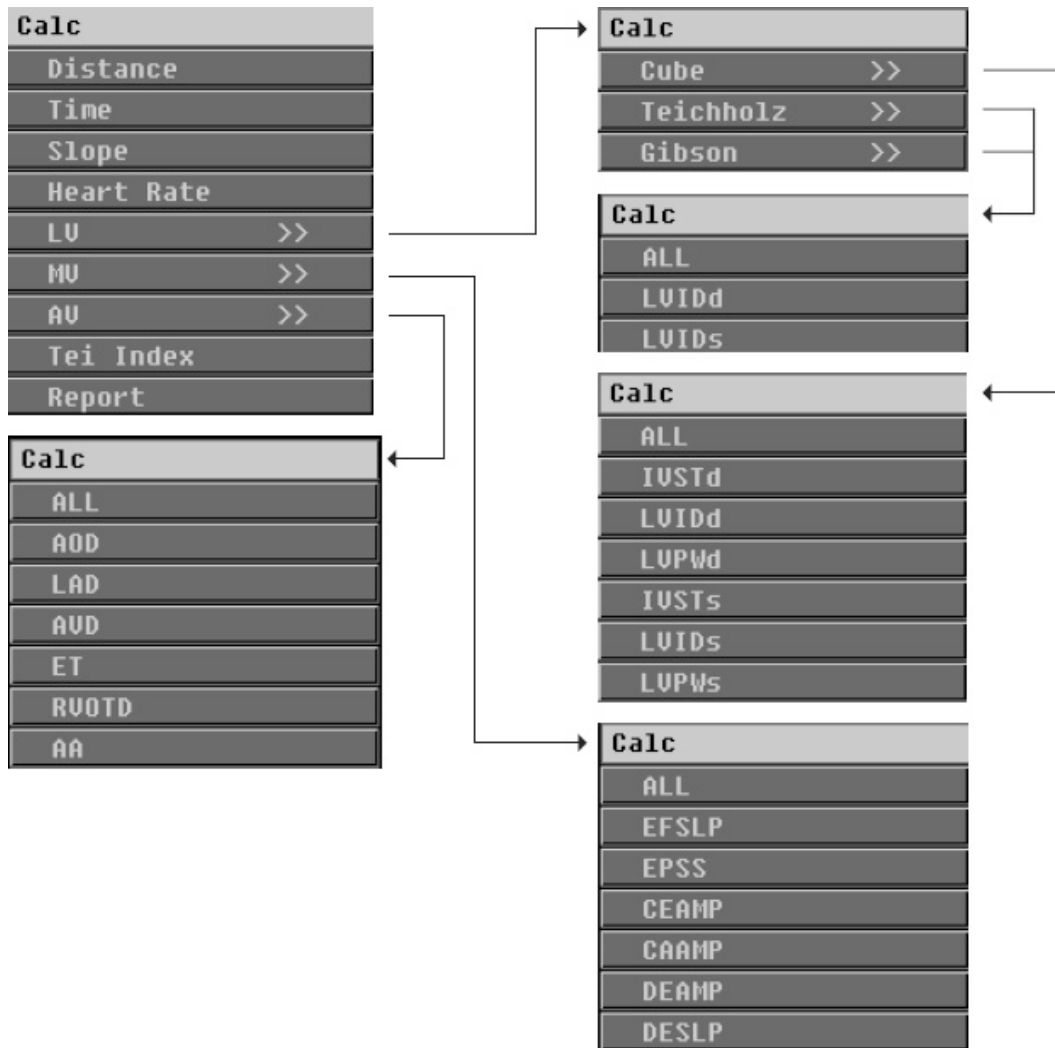 Calc
Distance
Time
Slope
Heart Rate
LV >>
MV >>
AV >>
Tei Index
Report
Calc
ALL
AOD
LAD
AVD
ET
RVOTD
AA
Calc
Cube >>
Teichholz >>
Gibson >>
Calc
ALL
LVIDd
LVIDs
Calc
ALL
IVSTd
LVIDd
LVPWd
IVSTs
LVIDs
LVPWs
Calc
ALL
EFSLP
EPSS
CEAMP
CAAMP
DEAMP
DESLP